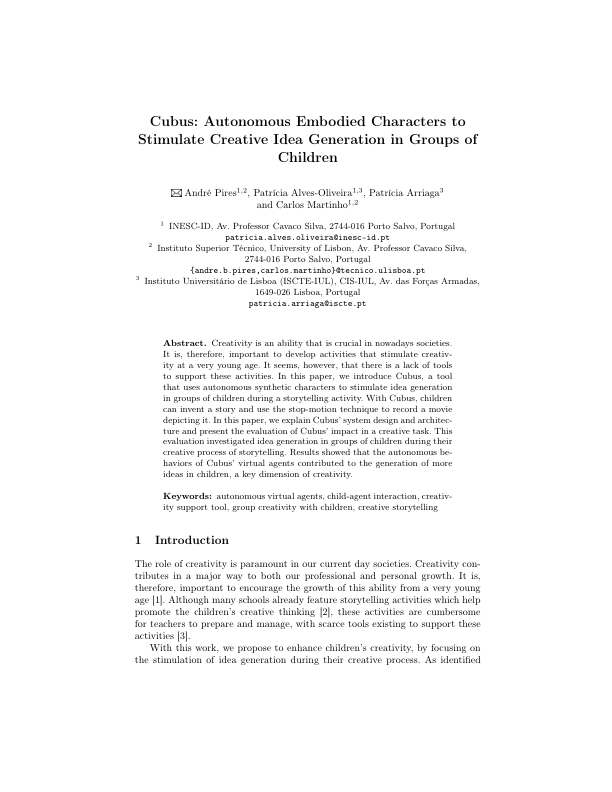 Cubus: Autonomous Embodied Characters to
Stimulate Creative Idea Generation in Groups of
Children
✉ André Pires1,2, Patrícia Alves-Oliveira1,3, Patrícia Arriaga3
and Carlos Martinho1,2
1 INESC-ID, Av. Professor Cavaco Silva, 2744-016 Porto Salvo, Portugal
patricia.alves.oliveira@inesc-id.pt
2 Instituto Superior Técnico, University of Lisbon, Av. Professor Cavaco Silva,
2744-016 Porto Salvo, Portugal
{andre.b.pires,carlos.martinho}@tecnico.ulisboa.pt
3 Instituto Universitário de Lisboa (ISCTE-IUL), CIS-IUL, Av. das Forças Armadas,
1649-026 Lisboa, Portugal
patricia.arriaga@iscte.pt
Abstract. Creativity is an ability that is crucial in nowadays societies.
It is, therefore, important to develop activities that stimulate creativ-
ity at a very young age. It seems, however, that there is a lack of tools
to support these activities. In this paper, we introduce Cubus, a tool
that uses autonomous synthetic characters to stimulate idea generation
in groups of children during a storytelling activity. With Cubus, children
can invent a story and use the stop-motion technique to record a movie
depicting it. In this paper, we explain Cubus' system design and architec-
ture and present the evaluation of Cubus' impact in a creative task. This
evaluation investigated idea generation in groups of children during their
creative process of storytelling. Results showed that the autonomous be-
haviors of Cubus' virtual agents contributed to the generation of more
ideas in children, a key dimension of creativity.
Keywords: autonomous virtual agents, child-agent interaction, creativ-
ity support tool, group creativity with children, creative storytelling
1 Introduction
The role of creativity is paramount in our current day societies. Creativity con-
tributes in a major way to both our professional and personal growth. It is,
therefore, important to encourage the growth of this ability from a very young
age [1]. Although many schools already feature storytelling activities which help
promote the children's creative thinking [2], these activities are cumbersome
for teachers to prepare and manage, with scarce tools existing to support these
activities [3].
With this work, we propose to enhance children's creativity, by focusing on
the stimulation of idea generation during their creative process. As identified